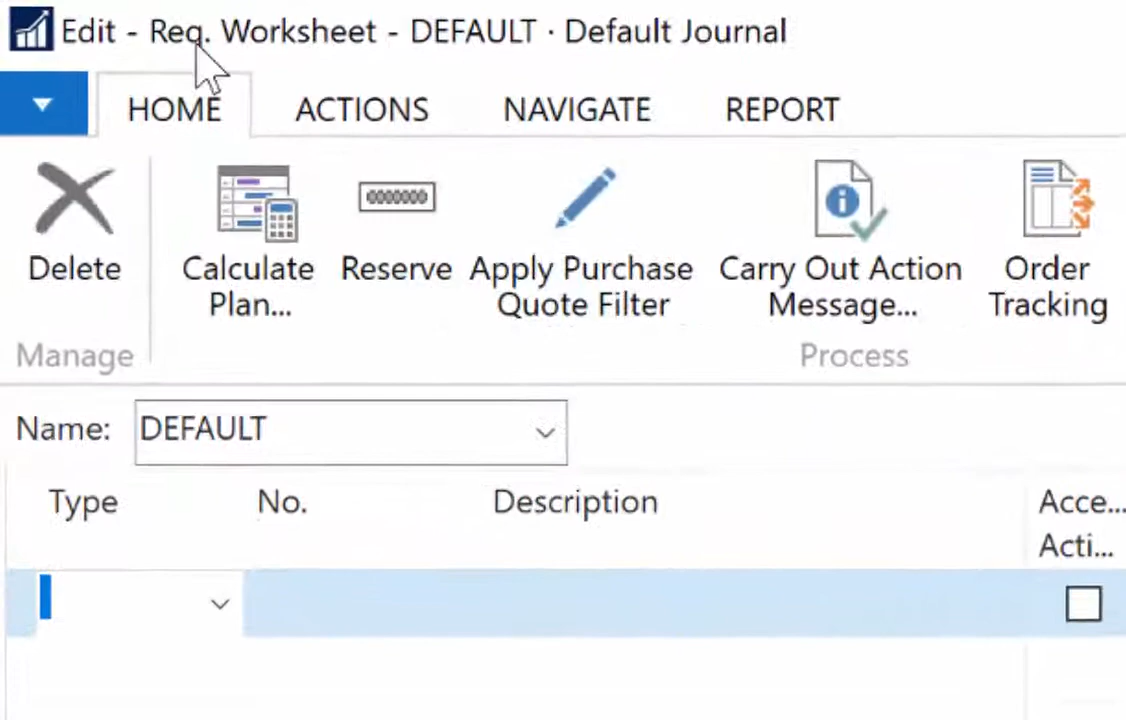 Edit - Req. Worksheet - DEFAULT · Default Journal
HOME ACTIONS NAVIGATE REPORT
Delete
Calculate
Plan...
Reserve
Apply Purchase
Quote Filter
Carry Out Action
Message...
Order
Tracking
Manage
Process
Name: DEFAULT
Type No. Description Acce...
Acti...